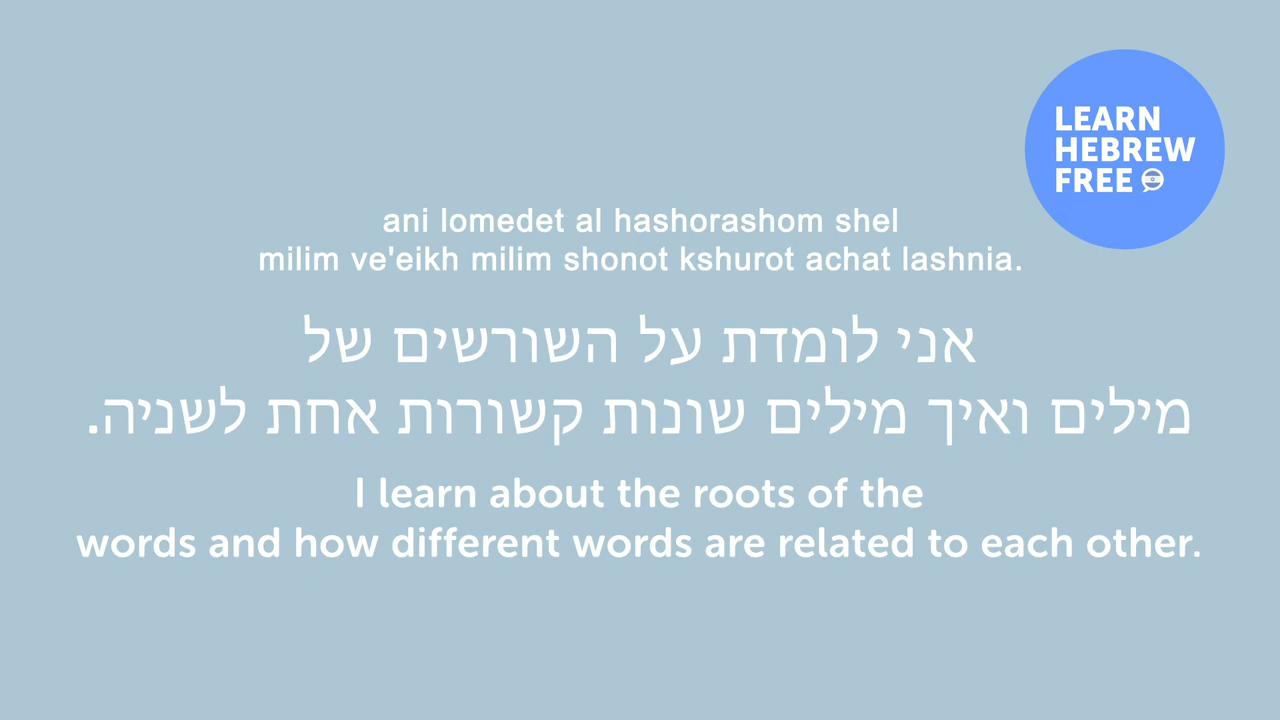 LEARN
HEBREW
FREE
ani lomedet al hashorashom shel
milim ve'eikh milim shonot kshurot achat lashnia.
אני לומדת על השורשים של
מילים ואיך מילים שונות קשורות אחת לשניה.
I learn about the roots of the
words and how different words are related to each other.